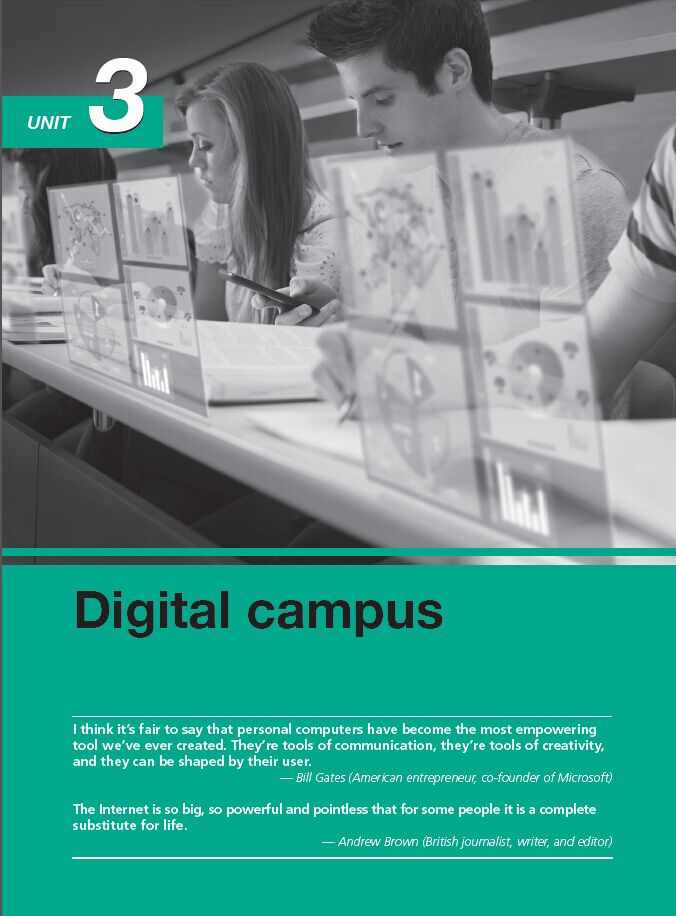 UNIT 3
Digital campus
I think it’s fair to say that personal computers have become the most empowering
tool we’ve ever created. They’re tools of communication, they’re tools of creativity,
and they can be shaped by their user.
— Bill Gates (American entrepreneur, co-founder of Microsoft)
The Internet is so big, so powerful and pointless that for some people it is a complete
substitute for life.
— Andrew Brown (British journalist, writer, and editor)